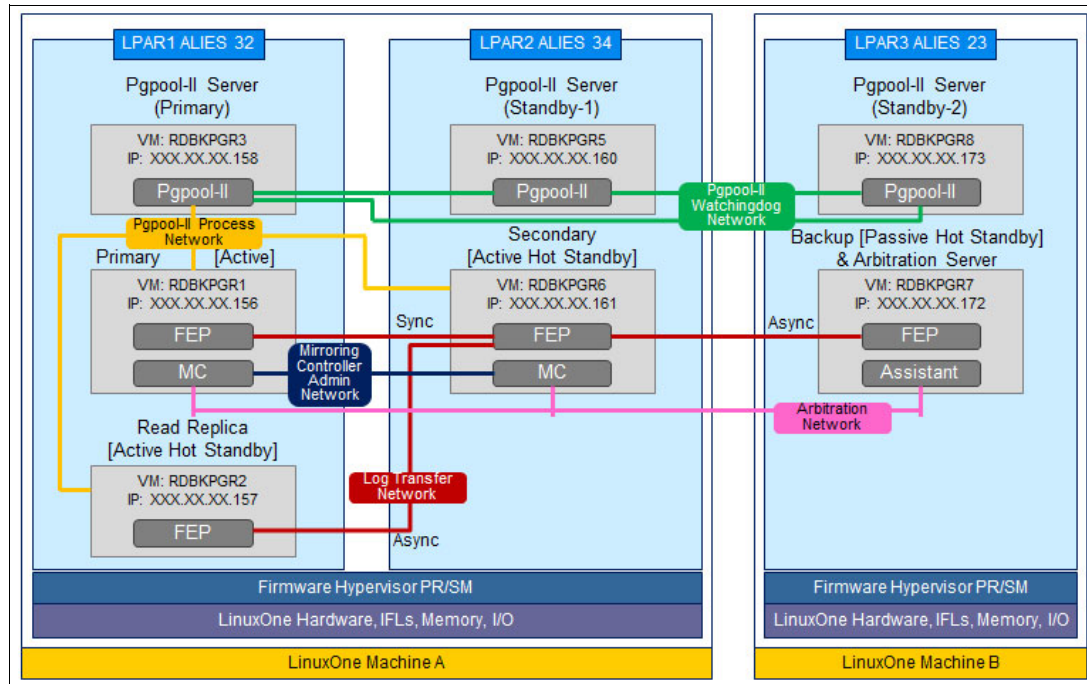 LPAR1 ALIES 32
Pgpool-II Server
(Primary)
VM: RDBKPGR3
IP: XXX.XX.XX.158
Pgpool-II
Pgpool-II Process
Network
Primary [Active]
VM: RDBKPGR1
IP: XXX.XX.XX.156
FEP
MC
Read Replica
[Active Hot Standby]
VM: RDBKPGR2
IP: XXX.XX.XX.157
FEP
LPAR2 ALIES 34
Pgpool-II Server
(Standby-1)
VM: RDBKPGR5
IP: XXX.XX.XX.160
Pgpool-II
Secondary
[Active Hot Standby]
VM: RDBKPGR6
IP: XXX.XX.XX.161
Sync
FEP
MC
Mirroring
Controller
Admin
Network
Log Transfer
Network
Async
LPAR3 ALIES 23
Pgpool-II Server
(Standby-2)
VM: RDBKPGR8
IP: XXX.XX.XX.173
Pgpool-II
Pgpool-II
Watchingdog
Network
Backup [Passive Hot Standby]
& Arbitration Server
VM: RDBKPGR7
IP: XXX.XX.XX.172
Async
FEP
Assistant
Arbitration
Network
Firmware Hypervisor PR/SM
LinuxOne Hardware, IFLs, Memory, I/O
LinuxOne Machine A
Firmware Hypervisor PR/SM
LinuxOne Hardware, IFLs, Memory, I/O
LinuxOne Machine B